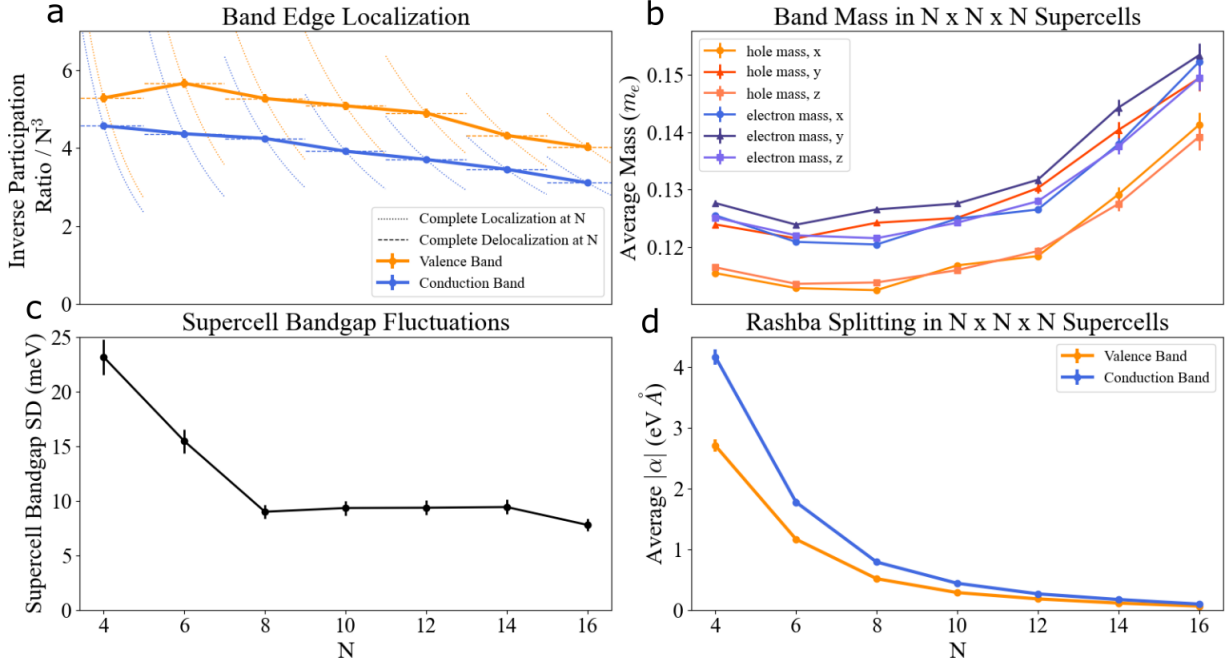 a
Band Edge Localization
Inverse Participation
Ratio / N³
6
4
2
0
Complete Localization at N
Complete Delocalization at N
Valence Band
Conduction Band
b
Band Mass in N x N x N Supercells
Average Mass (mₑ)
0.15
0.14
0.13
0.12
hole mass, x
hole mass, y
hole mass, z
electron mass, x
electron mass, y
electron mass, z
c
Supercell Bandgap Fluctuations
Supercell Bandgap SD (meV)
25
20
15
10
5
0
4 6 8 10 12 14 16
N
d
Rashba Splitting in N x N x N Supercells
Average |α| (eV Å)
4
3
2
1
0
Valence Band
Conduction Band
4 6 8 10 12 14 16
N